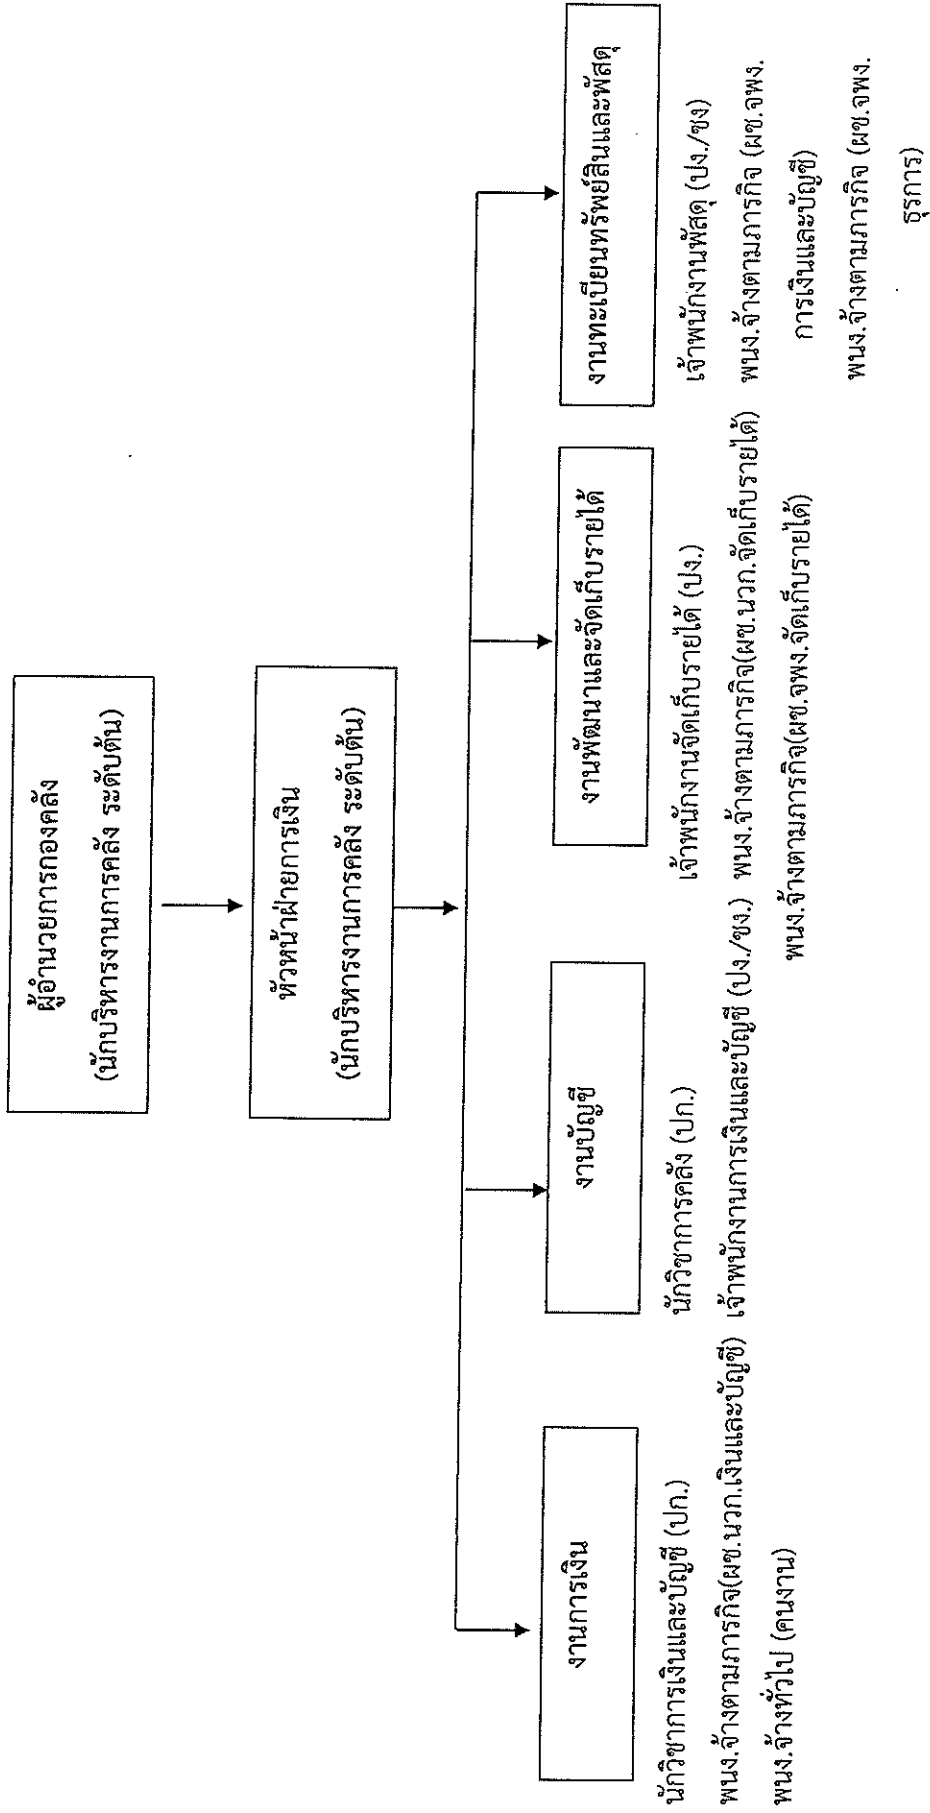 ผู้อำนวยการกองคลัง
(นักบริหารงานการคลัง ระดับต้น)
หัวหน้าฝ่ายการเงิน
(นักบริหารงานการคลัง ระดับต้น)
งานการเงิน
นักวิชาการเงินและบัญชี (ปก.)
พนง.จ้างตามภารกิจ(ผช.นวก.เงินและบัญชี)
พนง.จ้างทั่วไป (คนงาน)
งานบัญชี
นักวิชาการคลัง (ปก.)
เจ้าพนักงานการเงินและบัญชี (ปง./ชง.)
งานพัฒนาและจัดเก็บรายได้
เจ้าพนักงานจัดเก็บรายได้ (ปง.)
พนง.จ้างตามภารกิจ(ผช.นวก.จัดเก็บรายได้)
พนง.จ้างตามภารกิจ(ผช.จพง.จัดเก็บรายได้)
งานทะเบียนทรัพย์สินและพัสดุ
เจ้าพนักงานพัสดุ (ปง./ชง)
พนง.จ้างตามภารกิจ (ผช.จพง.
การเงินและบัญชี)
พนง.จ้างตามภารกิจ (ผช.จพง.
ธุรการ)